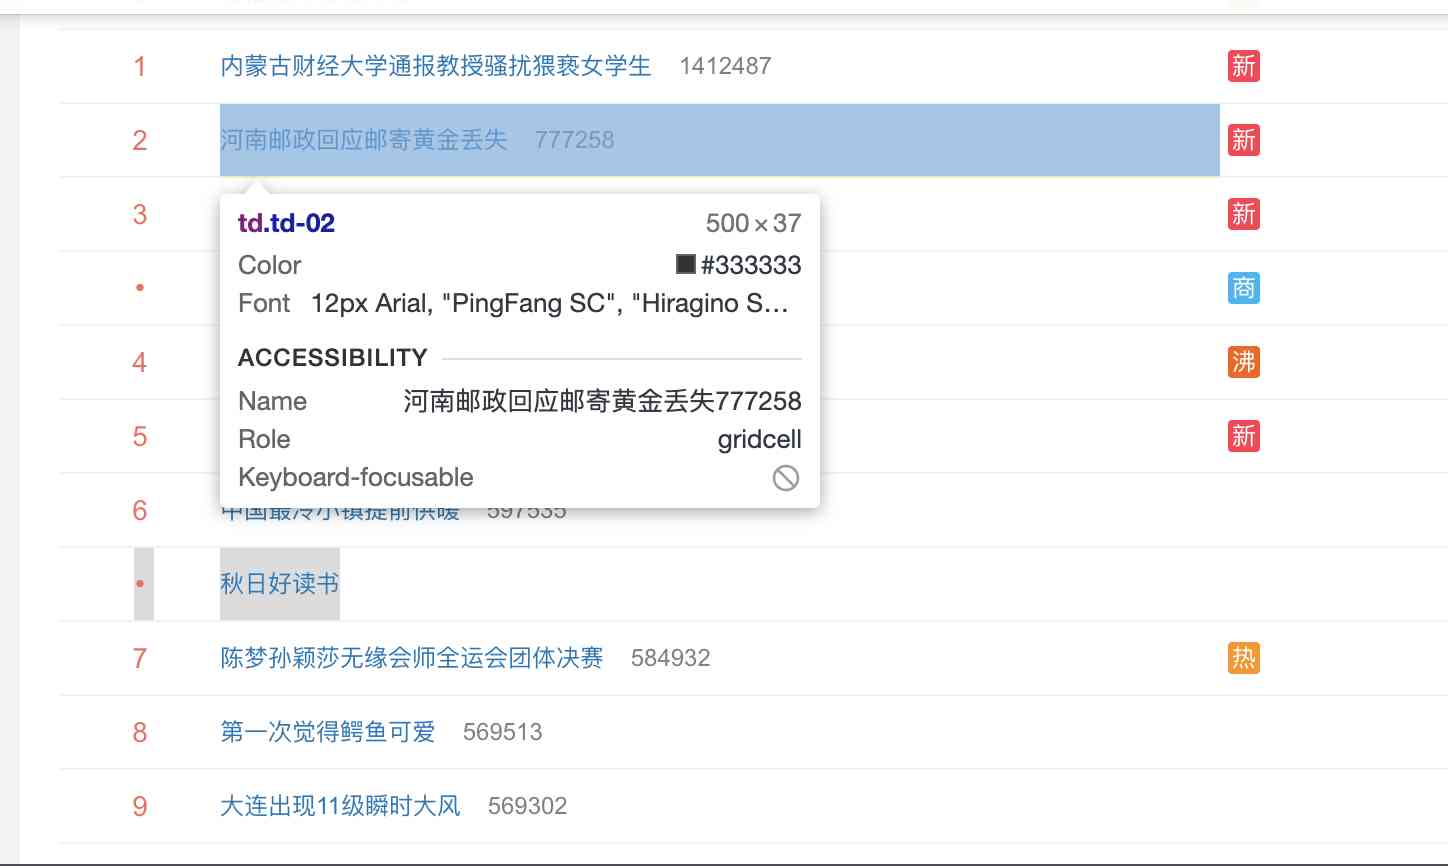 1 内蒙古财经大学通报教授骚扰猥亵女学生 1412487 新
2 河南邮政回应邮寄黄金丢失 777258 新
td.td-02 500×37
3 新
Color #333333
• 商
Font 12px Arial, "PingFang SC", "Hiragino S...
ACCESSIBILITY
4 沸
Name 河南邮政回应邮寄黄金丢失777258
5 Role gridcell 新
Keyboard-focusable
6 中国最冷小镇提前供暖 597535
• 秋日好读书
7 陈梦孙颖莎无缘会师全运会团体决赛 584932 热
8 第一次觉得鳄鱼可爱 569513
9 大连出现11级瞬时大风 569302